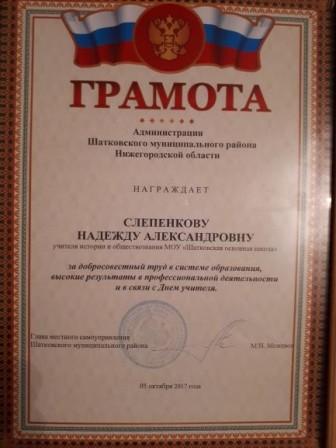 ГРАМОТА
Администрация
Шатковского муниципального района
Нижегородской области
НАГРАЖДАЕТ
СЛЕПЕНКОВУ
НАДЕЖДУ АЛЕКСАНДРОВНУ
учителя истории и обществознания МОУ «Шатковская основная школа»
за добросовестный труд в системе образования,
высокие результаты в профессиональной деятельности
и в связи с Днем учителя.
Глава местного самоуправления
Шатковского муниципального района М.П.
05 октября 2017 года